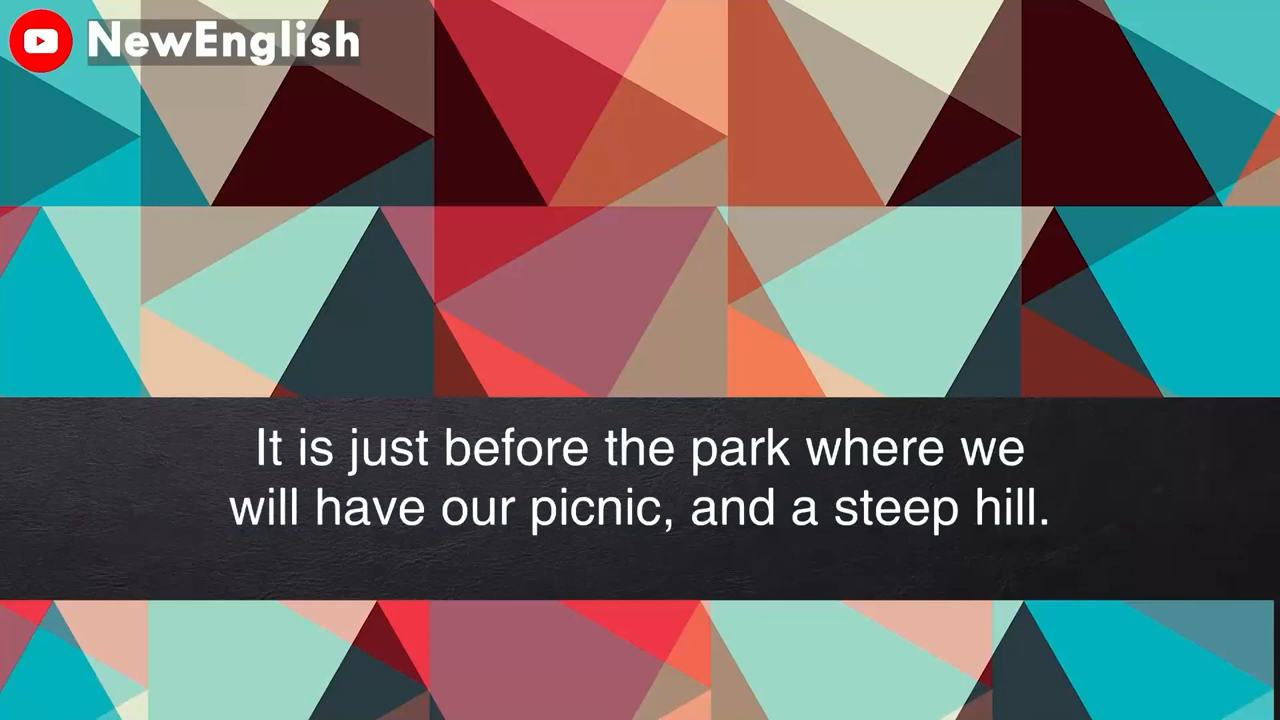 NewEnglish
It is just before the park where we
will have our picnic, and a steep hill.